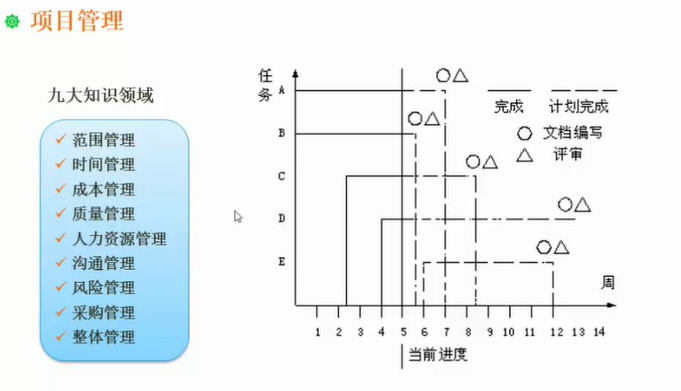 项目管理
九大知识领域
范围管理
时间管理
成本管理
质量管理
人力资源管理
沟通管理
风险管理
采购管理
整体管理
任务
A
B
C
D
E
完成 计划完成
文档编写
评审
周
1 2 3 4 5 6 7 8 9 10 11 12 13 14
当前进度